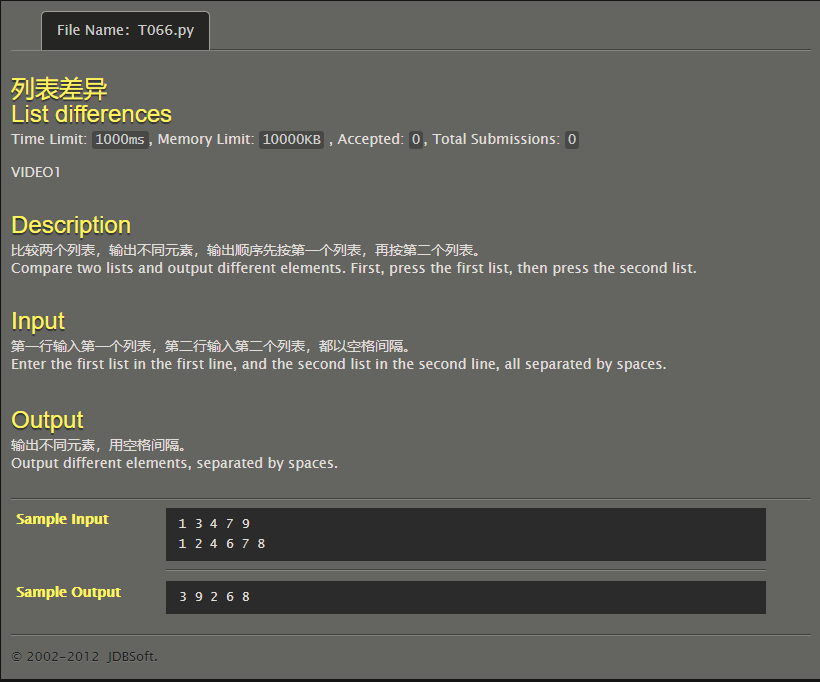 File Name: T066.py
列表差异
List differences
Time Limit: 1000ms, Memory Limit: 10000KB , Accepted: 0, Total Submissions: 0
VIDEO1
Description
比较两个列表，输出不同元素，输出顺序先按第一个列表，再按第二个列表。
Compare two lists and output different elements. First, press the first list, then press the second list.
Input
第一行输入第一个列表，第二行输入第二个列表，都以空格间隔。
Enter the first list in the first line, and the second list in the second line, all separated by spaces.
Output
输出不同元素，用空格间隔。
Output different elements, separated by spaces.
Sample Input
1 3 4 7 9
1 2 4 6 7 8
Sample Output
3 9 2 6 8
© 2002-2012 JDBSoft.